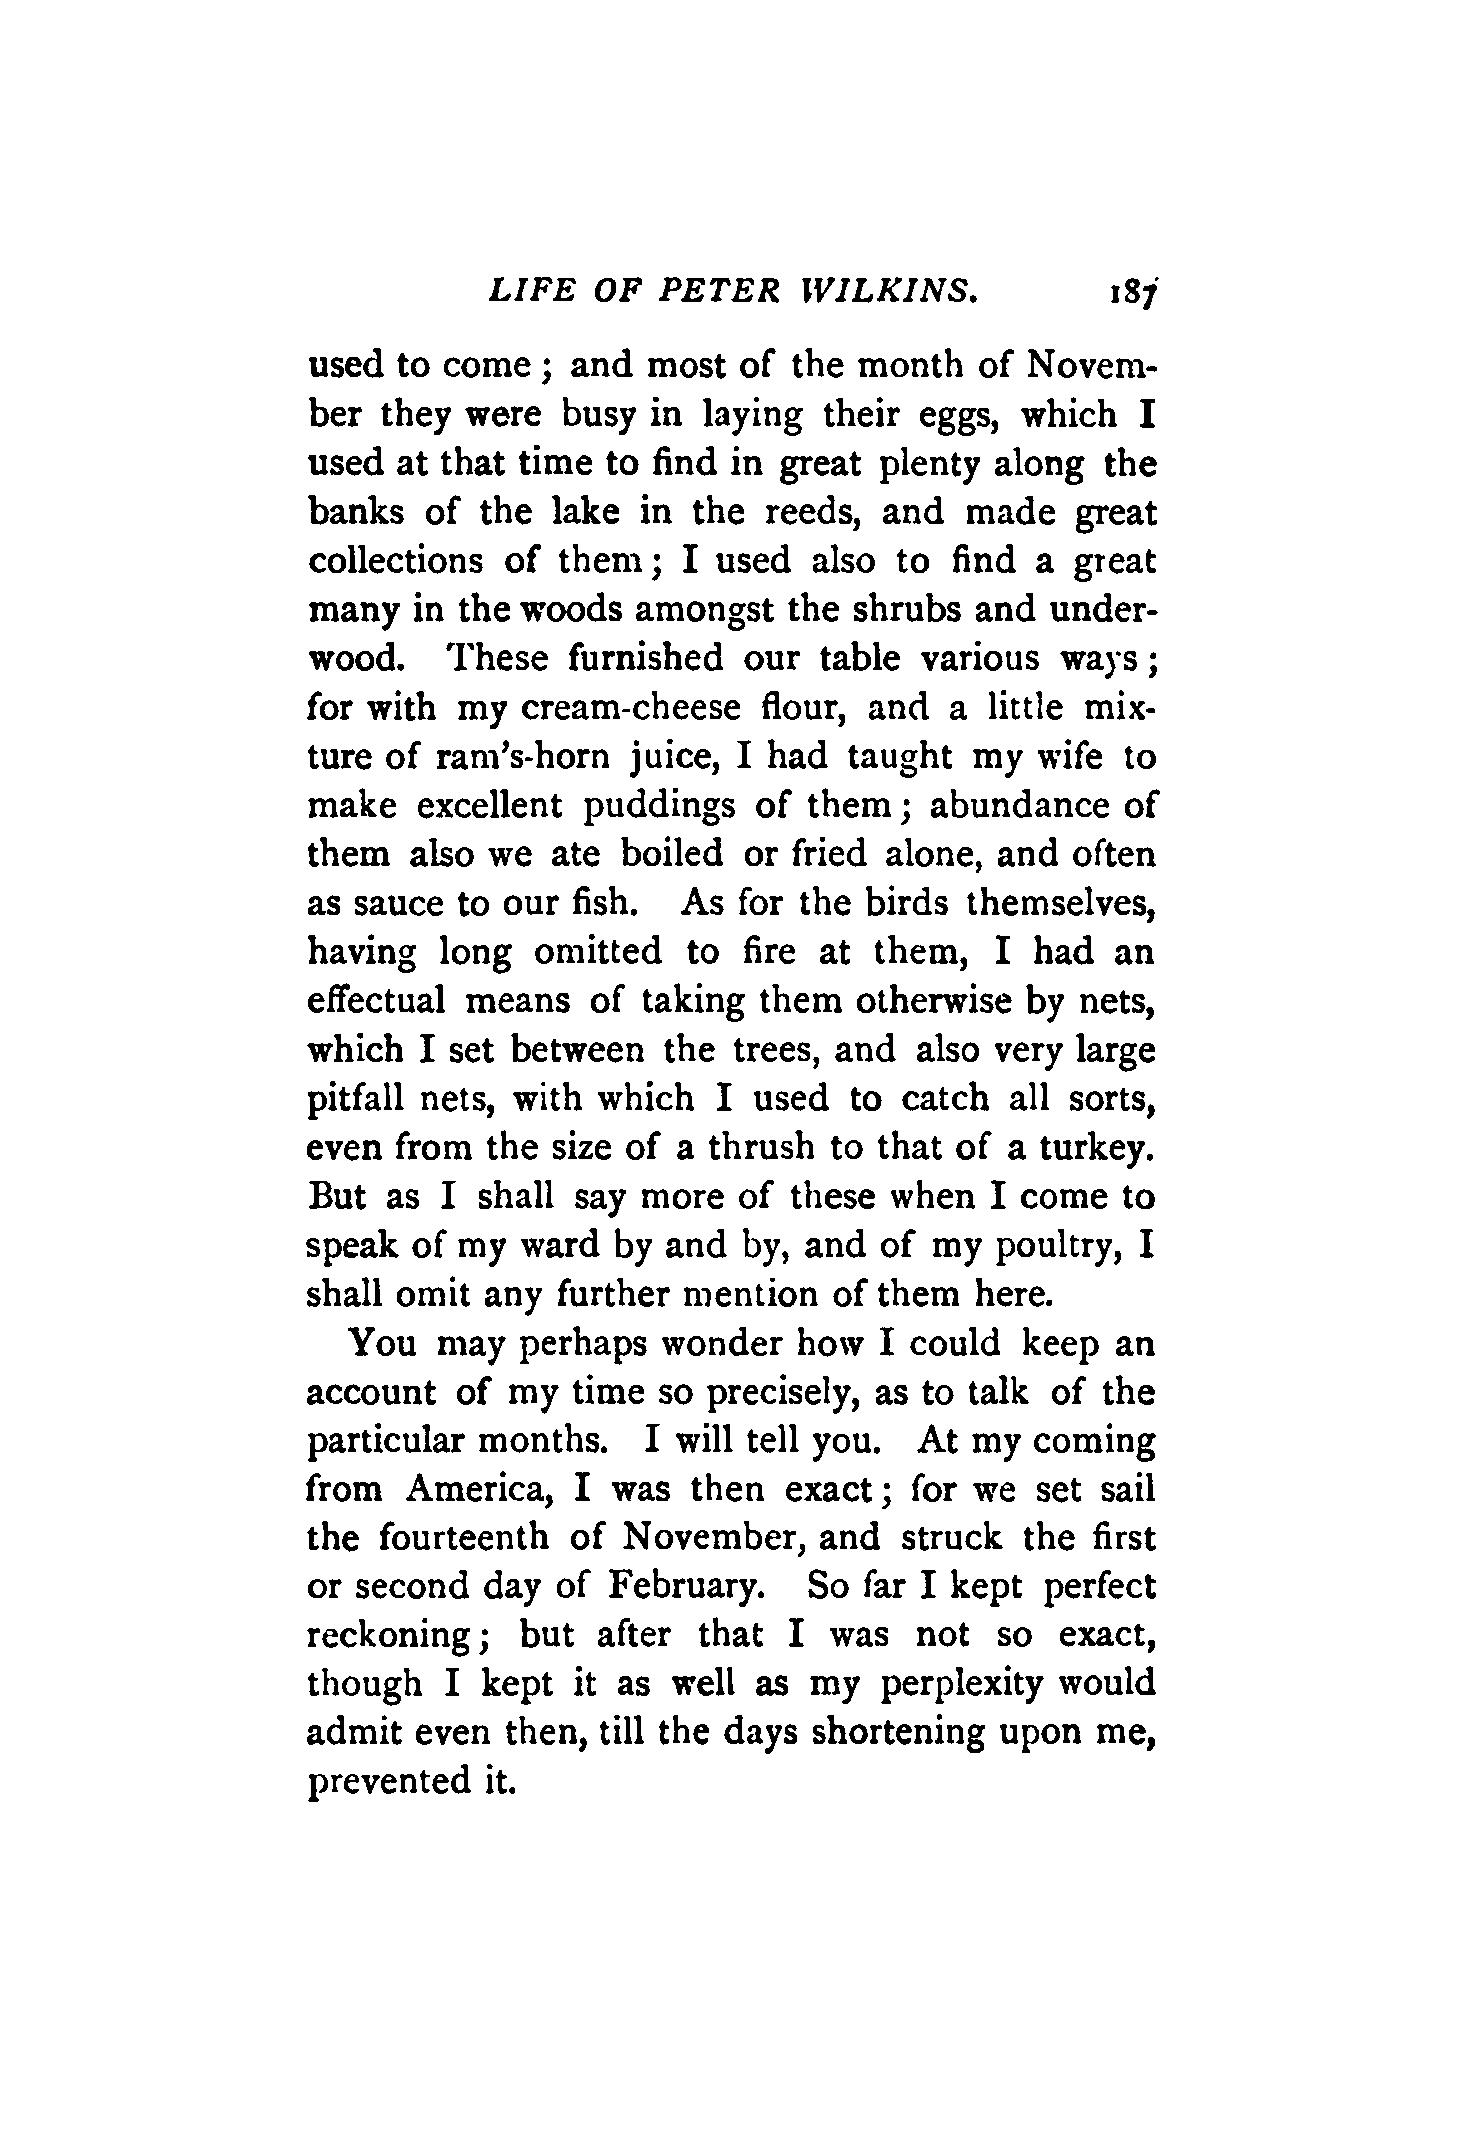 LIFE OF PETER WILKINS. 187
used to come ; and most of the month of Novem-
ber they were busy in laying their eggs, which I
used at that time to find in great plenty along the
banks of the lake in the reeds, and made great
collections of them ; I used also to find a great
many in the woods amongst the shrubs and under-
wood. These furnished our table various ways ;
for with my cream-cheese flour, and a little mix-
ture of ram's-horn juice, I had taught my wife to
make excellent puddings of them ; abundance of
them also we ate boiled or fried alone, and often
as sauce to our fish. As for the birds themselves,
having long omitted to fire at them, I had an
effectual means of taking them otherwise by nets,
which I set between the trees, and also very large
pitfall nets, with which I used to catch all sorts,
even from the size of a thrush to that of a turkey.
But as I shall say more of these when I come to
speak of my ward by and by, and of my poultry, I
shall omit any further mention of them here.
You may perhaps wonder how I could keep an
account of my time so precisely, as to talk of the
particular months. I will tell you. At my coming
from America, I was then exact ; for we set sail
the fourteenth of November, and struck the first
or second day of February. So far I kept perfect
reckoning ; but after that I was not so exact,
though I kept it as well as my perplexity would
admit even then, till the days shortening upon me,
prevented it.